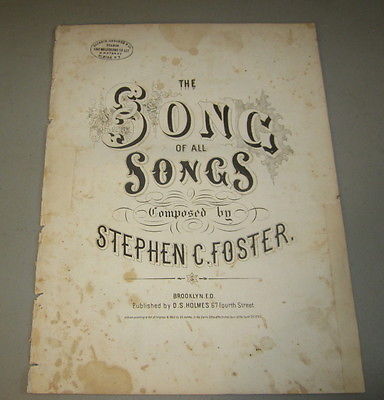 THE
SONG
OF ALL
SONGS
Composed by
STEPHEN C. FOSTER.
BROOKLYN. E.D.
Published by D.S. HOLMES 67 fourth Street